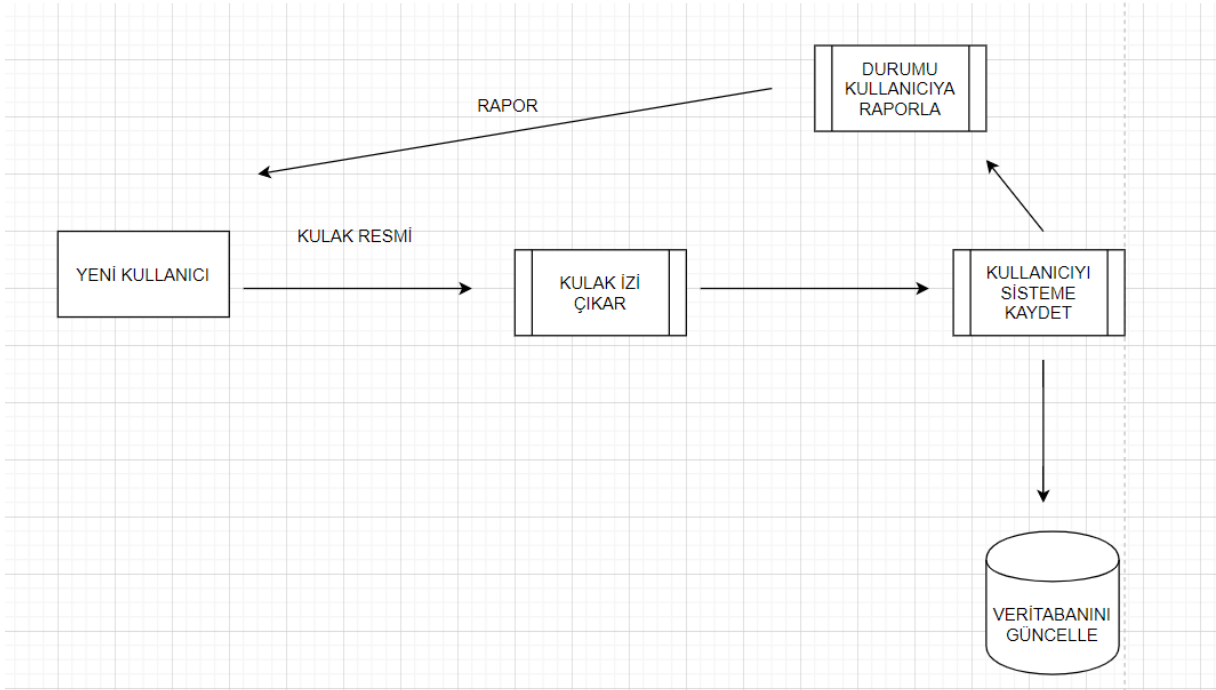 DURUMU
KULLANICIYA
RAPORLA
RAPOR
KULAK RESMİ
YENİ KULLANICI
KULAK İZİ
ÇIKAR
KULLANICIYI
SİSTEME
KAYDET
VERİTABANINI
GÜNCELLE